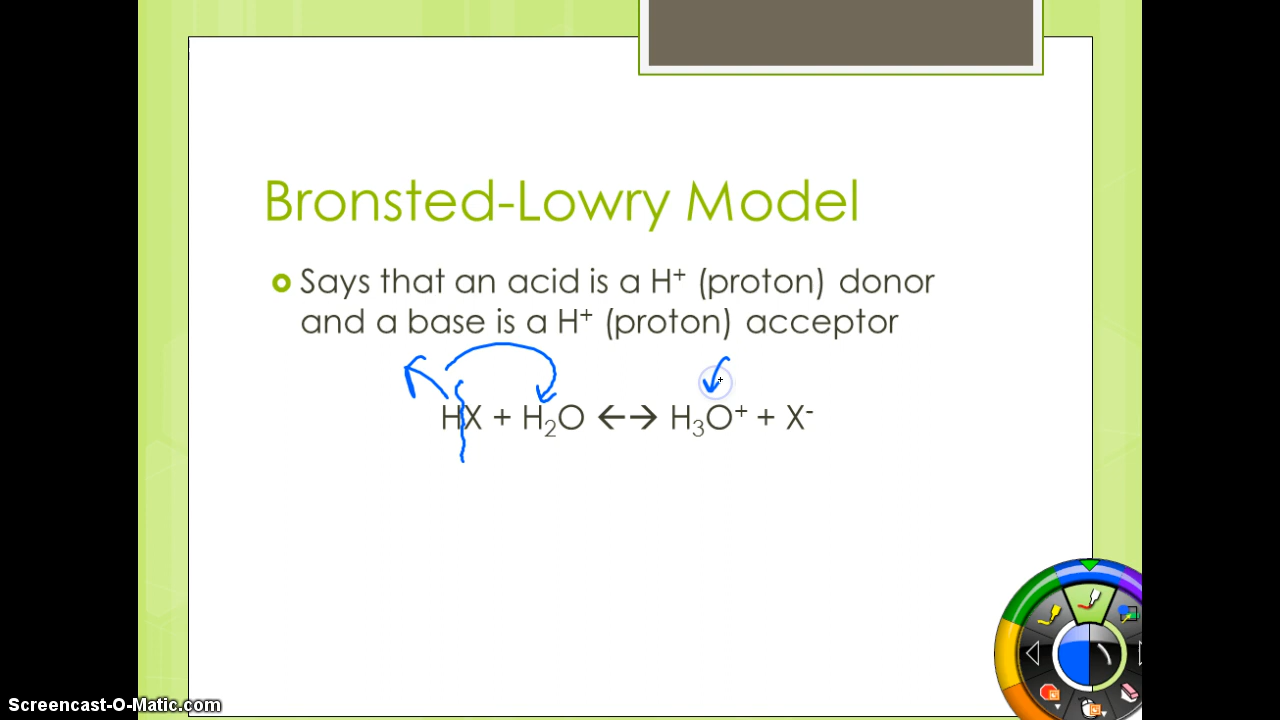 Bronsted-Lowry Model
Says that an acid is a H⁺ (proton) donor
and a base is a H⁺ (proton) acceptor
HX + H₂O ←→ H₃O⁺ + X⁻
Screencast-O-Matic.com